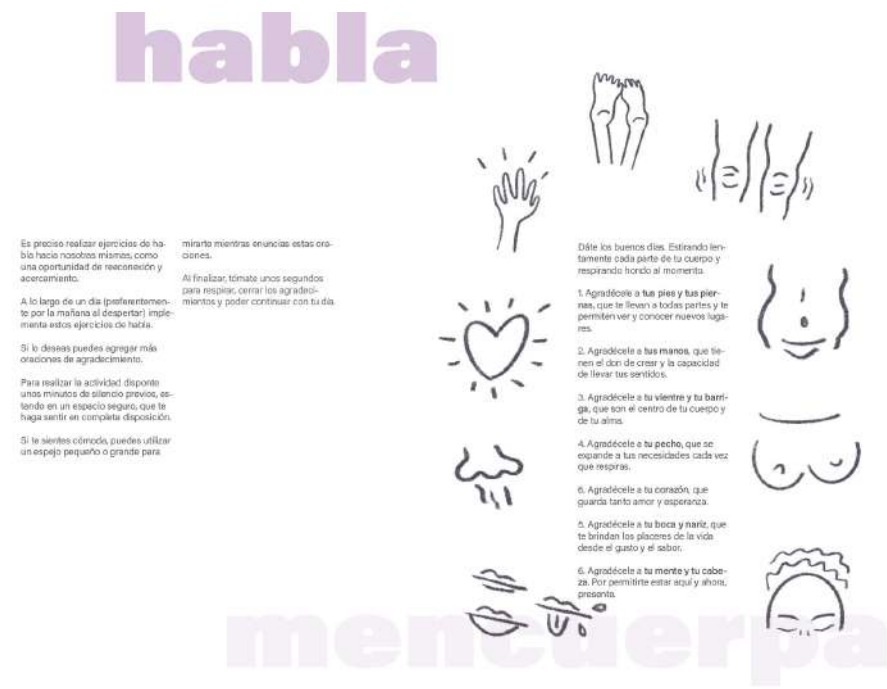 habla
Es preciso realizar ejercicios de ha-
bla hacia nosotras mismas, como
una oportunidad de reeconexión y
acercamiento.
A lo largo de un día (preferentemen-
te por la mañana al despertar) imple-
menta estos ejercicios de habla.
Si lo deseas puedes agregar más
oraciones de agradecimiento.
Para realizar la actividad disponte
unos minutos de silencio previos, es-
tando en un espacio seguro, que te
haga sentir en completa disposición.
Si te sientes cómoda, puedes utilizar
un espejo pequeño o grande para
mirarte mientras enuncias estas ora-
ciones.
Al finalizar, tómate unos segundos
para respirar, cerrar los agradeci-
mientos y poder continuar con tu día.
Dáte los buenos días. Estirando len-
tamente cada parte de tu cuerpo y
respirando hondo al momento.
1. Agradécele a tus pies y tus pier-
nas, que te llevan a todas partes y te
permiten ver y conocer nuevos luga-
res.
2. Agradécele a tus manos, que tie-
nen el don de crear y la capacidad
de llevar tus sentidos.
3. Agradécele a tu vientre y tu barri-
ga, que son el centro de tu cuerpo y
de tu alma.
4. Agradécele a tu pecho, que se
expande a tus necesidades cada vez
que respiras.
6. Agradécele a tu corazón, que
guarda tanto amor y esperanza.
5. Agradécele a tu boca y nariz, que
te brindan los placeres de la vida
desde el gusto y el sabor.
6. Agradécele a tu mente y tu cabe-
za. Por permitirte estar aquí y ahora,
presente.
mencuerpa